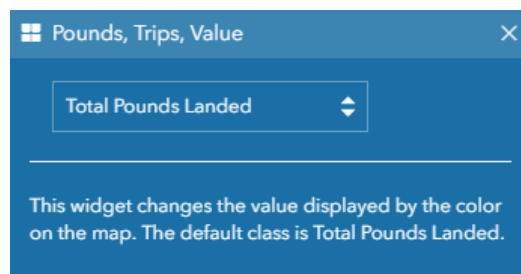 Pounds, Trips, Value
Total Pounds Landed
This widget changes the value displayed by the color
on the map. The default class is Total Pounds Landed.